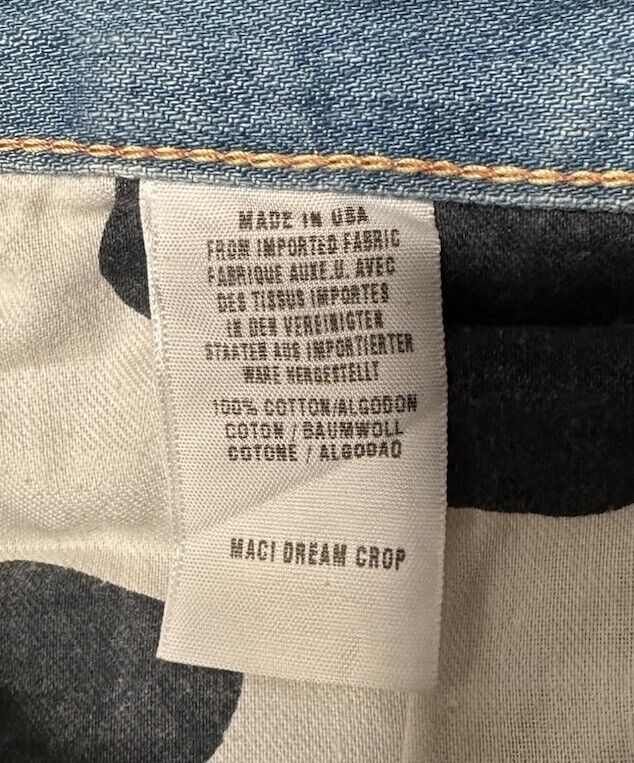 MADE IN USA
FROM IMPORTED FABRIC
FABRIQUE AUXE.U. AVEC
DES TISSUS IMPORTES
IN DEN VEREINIGTEN
STAATEN AUS IMPORTIERTER
WARE HERGESTELLT
100% COTTON/ALGODON
COTON / BAUMWOLL
COTONE / ALGODAO
MACI DREAM CROP